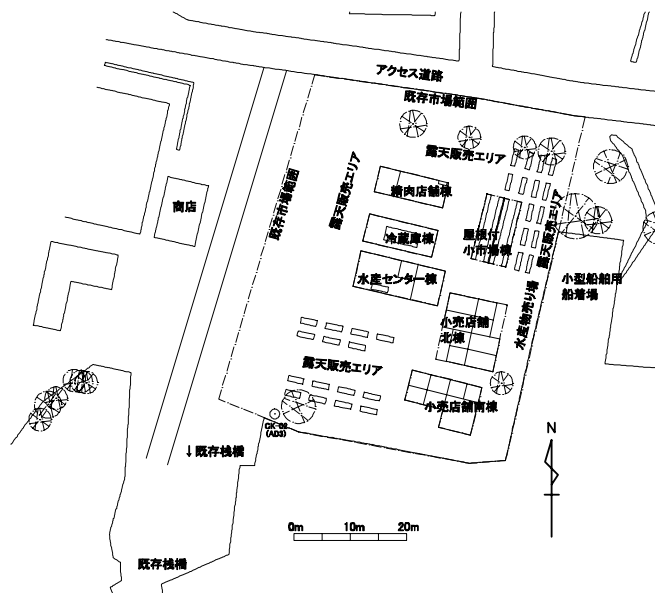 アクセス道路
既存市場範囲
露天販売エリア
精肉店舗棟
露天販売エリア
商店
既存市場範囲
冷蔵庫棟
屋根付
小市場棟
露天販売エリア
水産センター棟
小型船舶用
船着場
水産物売り場
小売店舗
北棟
露天販売エリア
小売店舗南棟
GK-02
(AD3)
↓既存桟橋
N
0m 10m 20m
既存桟橋